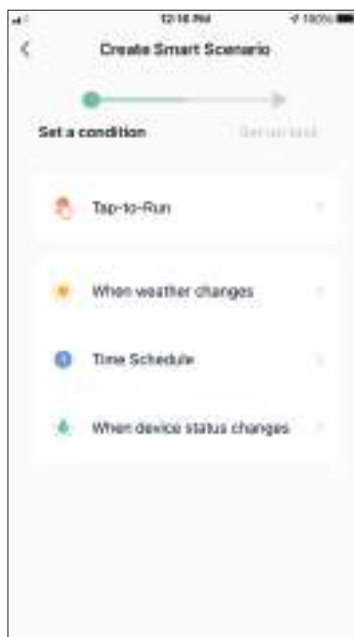 12:16 PM 100%
Create Smart Scenario
Set a condition
Tap-to-Run
When weather changes
Time Schedule
When device status changes